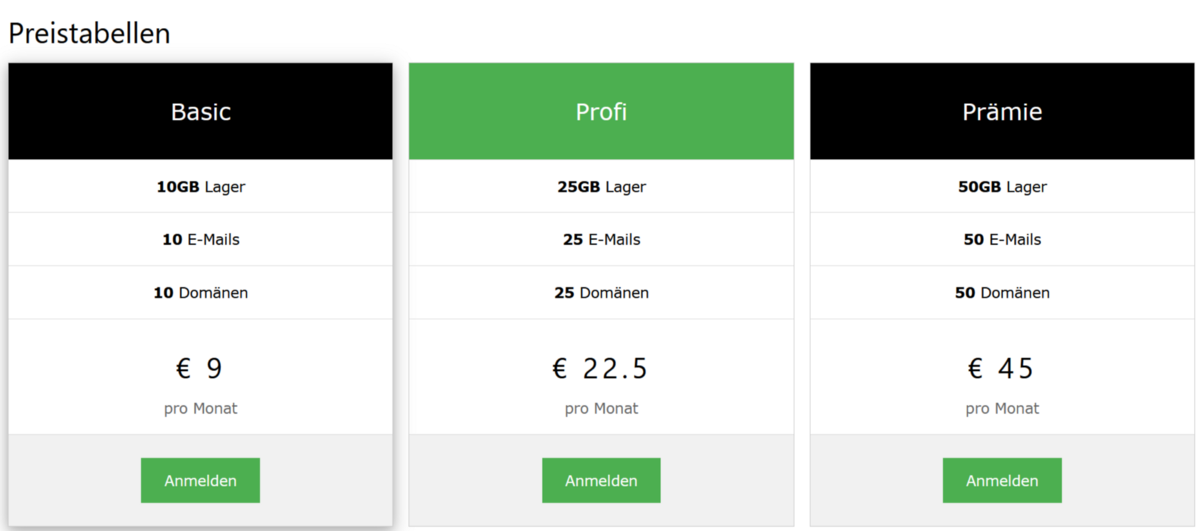 Preistabellen
Basic
10GB Lager
10 E-Mails
10 Domänen
€ 9
pro Monat
Anmelden
Profi
25GB Lager
25 E-Mails
25 Domänen
€ 22.5
pro Monat
Anmelden
Prämie
50GB Lager
50 E-Mails
50 Domänen
€ 45
pro Monat
Anmelden